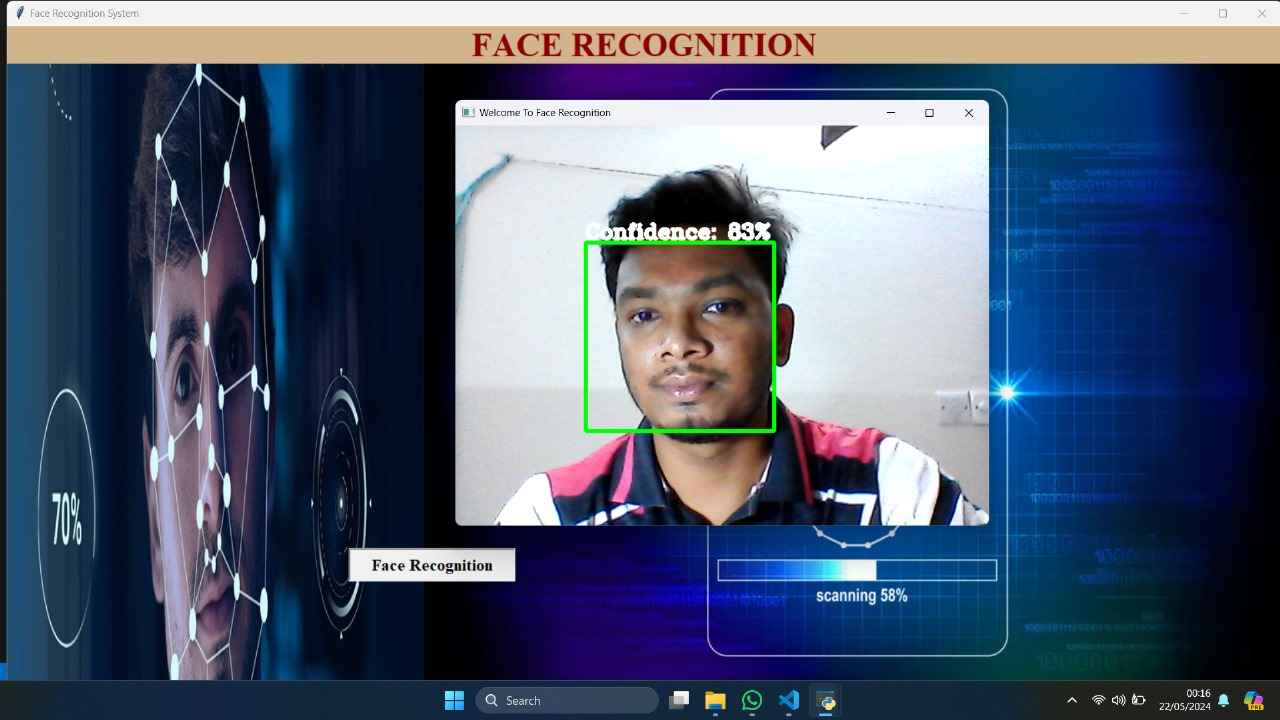 Face Recognition System
FACE RECOGNITION
Welcome To Face Recognition
Confidence: 83%
70%
Face Recognition
scanning 58%
Search
00:16
22/05/2024
PRE